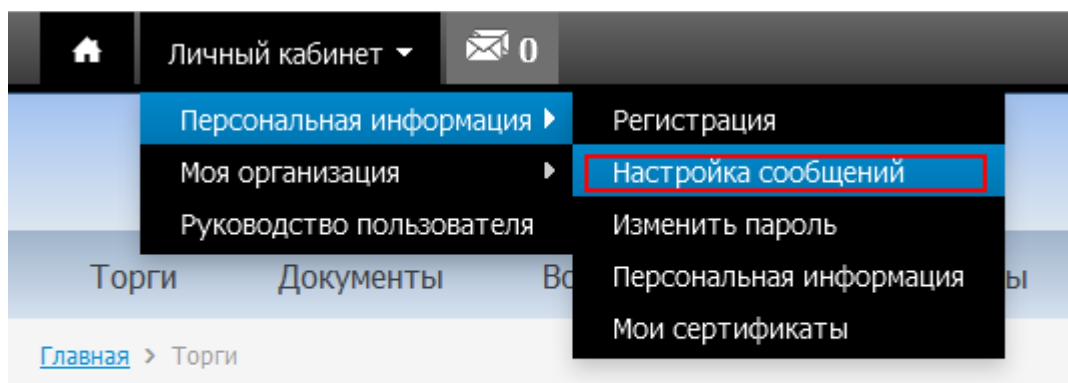 Личный кабинет 0
Персональная информация
Моя организация
Руководство пользователя
Регистрация
Настройка сообщений
Изменить пароль
Персональная информация
Мои сертификаты
Торги Документы
Главная > Торги